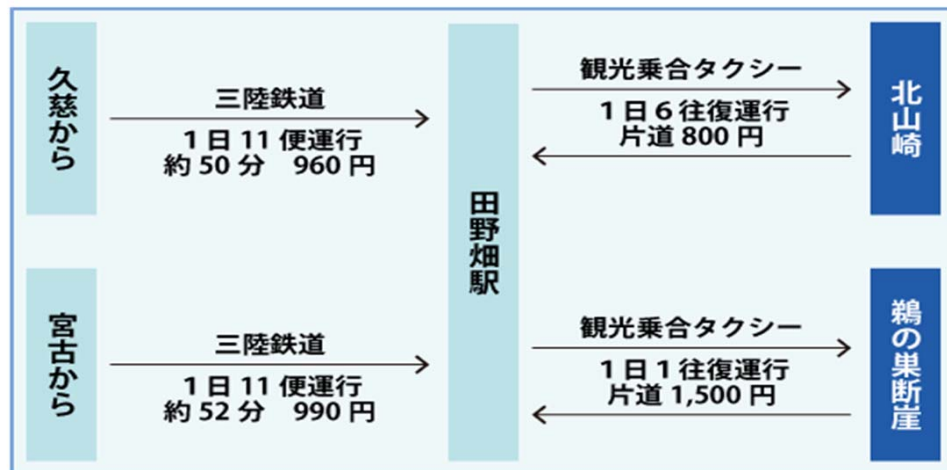 久慈から
三陸鉄道
1日11便運行
約50分 960円
田野畑駅
観光乗合タクシー
1日6往復運行
片道800円
北山崎
宮古から
三陸鉄道
1日11便運行
約52分 990円
観光乗合タクシー
1日1往復運行
片道1,500円
鵜の巣断崖